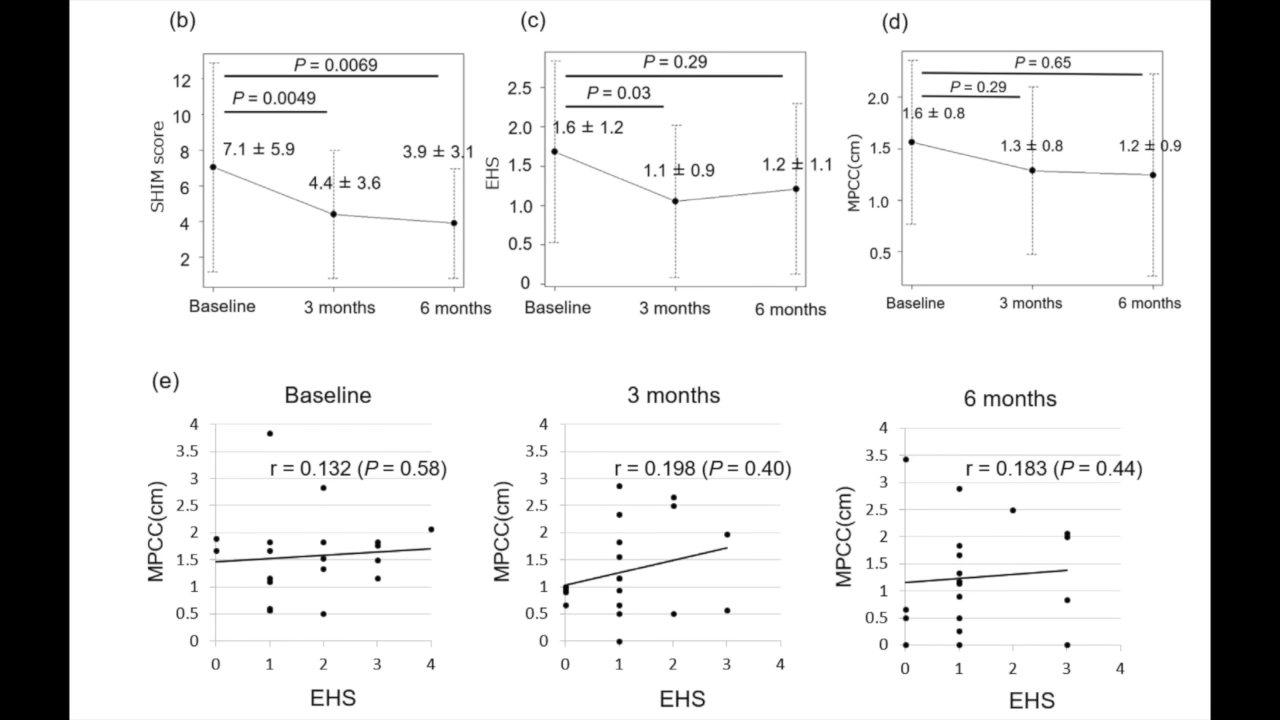 (b)
SHIM score
12
10
8
6
4
2
P = 0.0069
P = 0.0049
7.1 ± 5.9
4.4 ± 3.6
3.9 ± 3.1
Baseline
3 months
6 months
(c)
EHS
2.5
2.0
1.5
1.0
0.5
0
P = 0.29
P = 0.03
1.6 ± 1.2
1.1 ± 0.9
1.2 ± 1.1
Baseline
3 months
6 months
(d)
MPCC(cm)
2.0
1.5
1.0
0.5
P = 0.65
P = 0.29
1.6 ± 0.8
1.3 ± 0.8
1.2 ± 0.9
Baseline
3 months
6 months
(e)
Baseline
MPCC(cm)
4
3.5
3
2.5
2
1.5
1
0.5
0
r = 0.132 (P = 0.58)
0 1 2 3 4
EHS
3 months
MPCC(cm)
4
3.5
3
2.5
2
1.5
1
0.5
0
r = 0.198 (P = 0.40)
0 1 2 3 4
EHS
6 months
MPCC(cm)
4
3.5
3
2.5
2
1.5
1
0.5
0
r = 0.183 (P = 0.44)
0 1 2 3 4
EHS